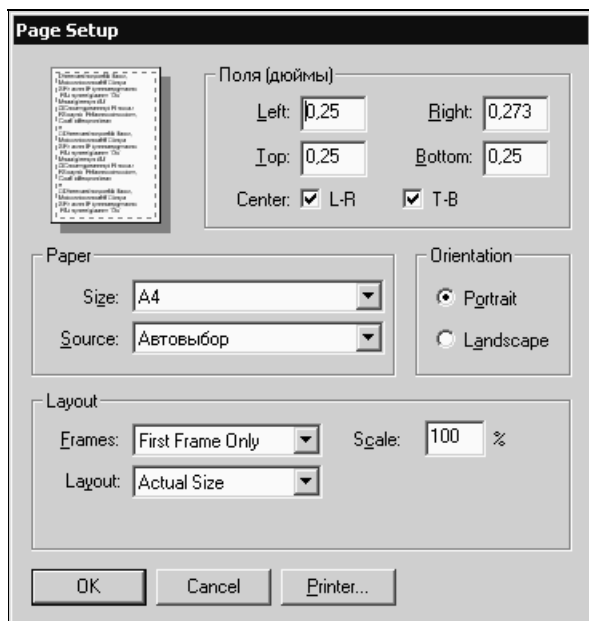 Page Setup
Поля (дюймы)
Left: 0,25 Right: 0,273
Top: 0,25 Bottom: 0,25
Center: L-R T-B
Paper
Size: A4
Source: Автовыбор
Orientation
Portrait
Landscape
Layout
Frames: First Frame Only Scale: 100 %
Layout: Actual Size
OK Cancel Printer...